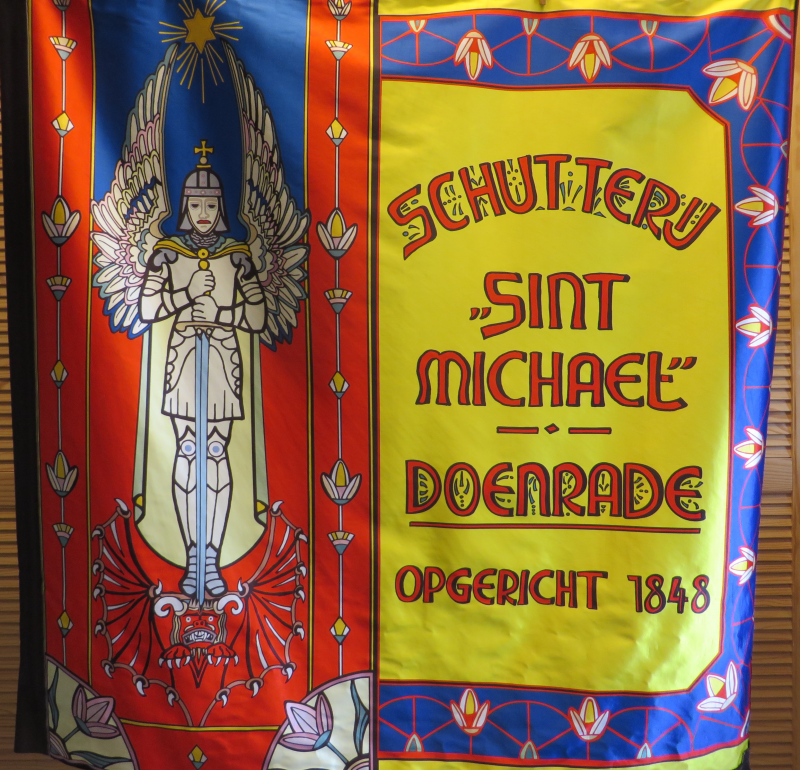 SCHUTTERIJ
„SINT
MICHAEL”
DOENRADE
OPGERICHT 1848